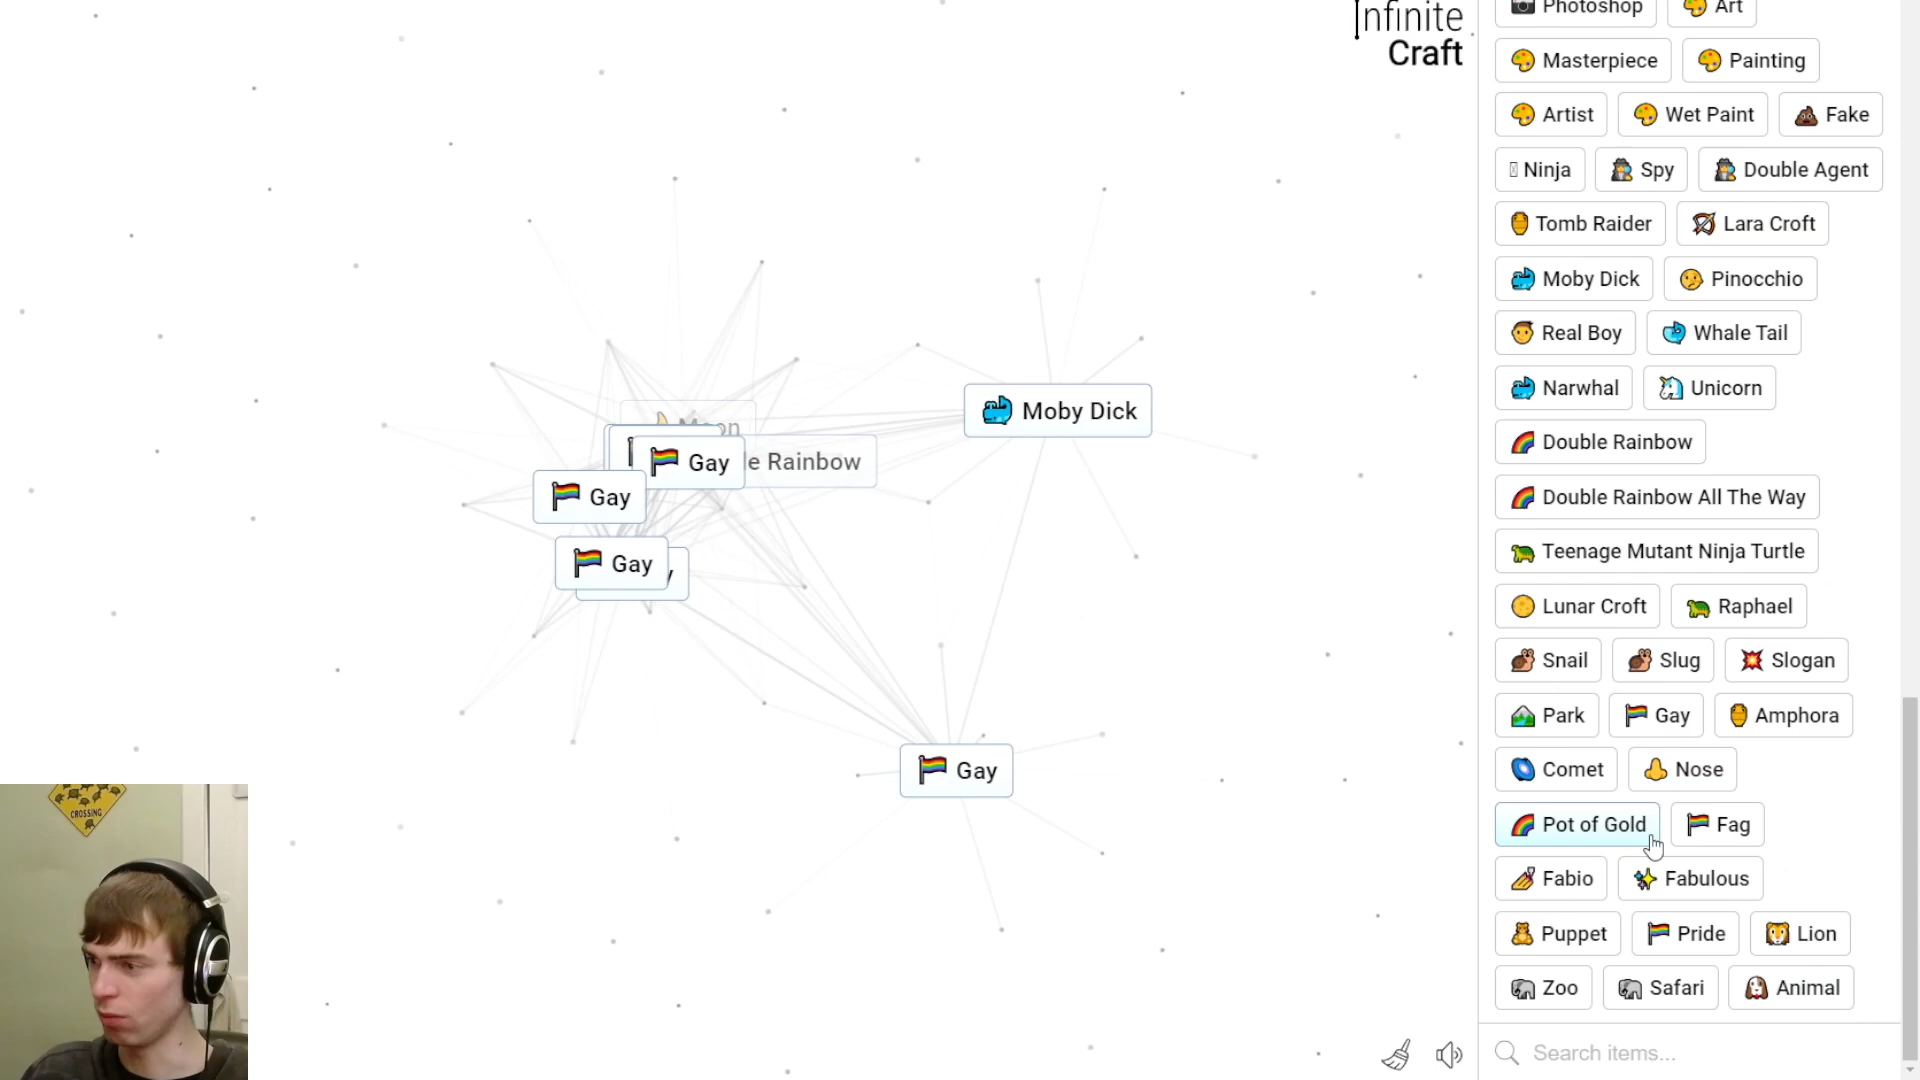 Infinite
Craft
Photoshop Art
Masterpiece Painting
Artist Wet Paint Fake
Ninja Spy Double Agent
Tomb Raider Lara Croft
Moby Dick Pinocchio
Real Boy Whale Tail
Narwhal Unicorn
Double Rainbow
Double Rainbow All The Way
Teenage Mutant Ninja Turtle
Lunar Croft Raphael
Snail Slug Slogan
Park Gay Amphora
Comet Nose
Pot of Gold Fag
Fabio Fabulous
Puppet Pride Lion
Zoo Safari Animal
Search items...
Moby Dick
Gay
Rainbow
Gay
Gay
Gay
CROSSING